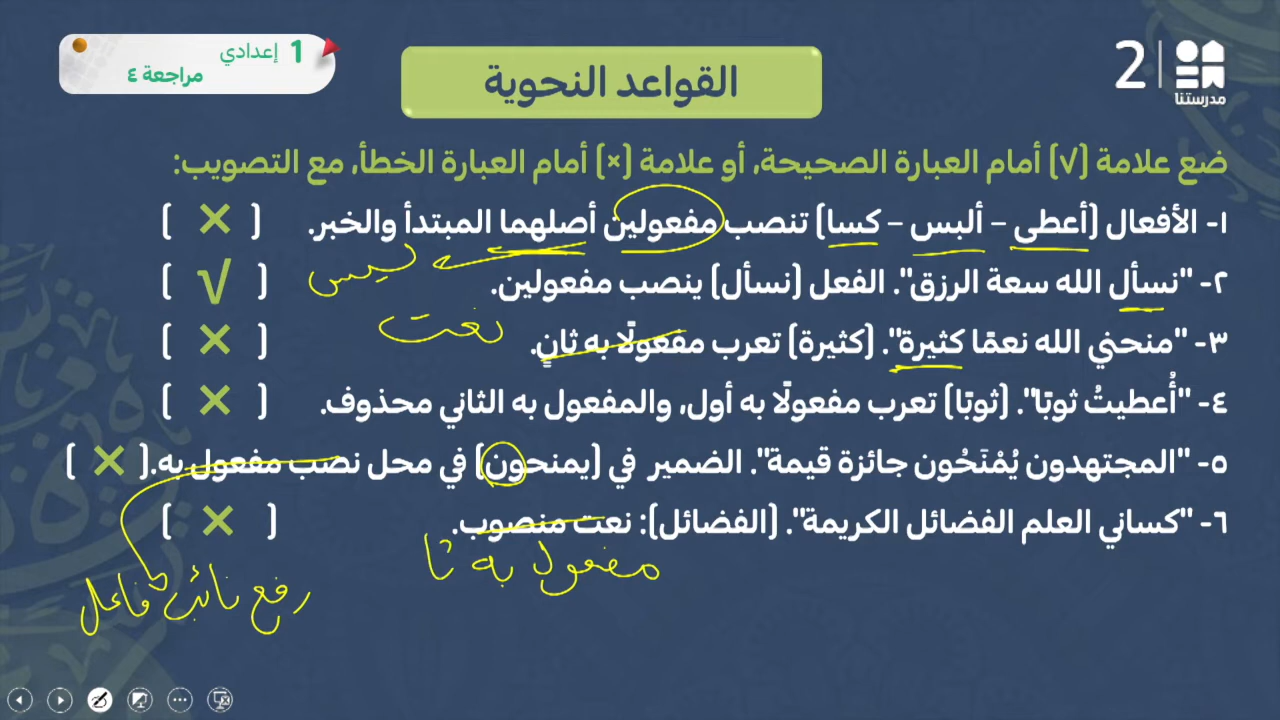 1 إعدادي
مراجعة ٤
القواعد النحوية
2
مدرستنا
ضع علامة (√) أمام العبارة الصحيحة، أو علامة (×) أمام العبارة الخطأ، مع التصويب:
١- الأفعال (أعطى – ألبس – كسا) تنصب مفعولين أصلهما المبتدأ والخبر. ( × )
ليس
٢- "نسأل الله سعة الرزق". الفعل (نسأل) ينصب مفعولين. ( √ )
نعت
٣- "منحني الله نعمًا كثيرة". (كثيرة) تعرب مفعولًا به ثانٍ. ( × )
٤- "أُعطيتُ ثوبًا". (ثوبًا) تعرب مفعولًا به أول، والمفعول به الثاني محذوف. ( × )
٥- "المجتهدون يُمْنَحُون جائزة قيمة". الضمير في (يمنحون) في محل نصب مفعول به. ( × )
٦- "كساني العلم الفضائل الكريمة". (الفضائل): نعت منصوب. ( × )
مفعول به ثا
رفع نائب فاعل